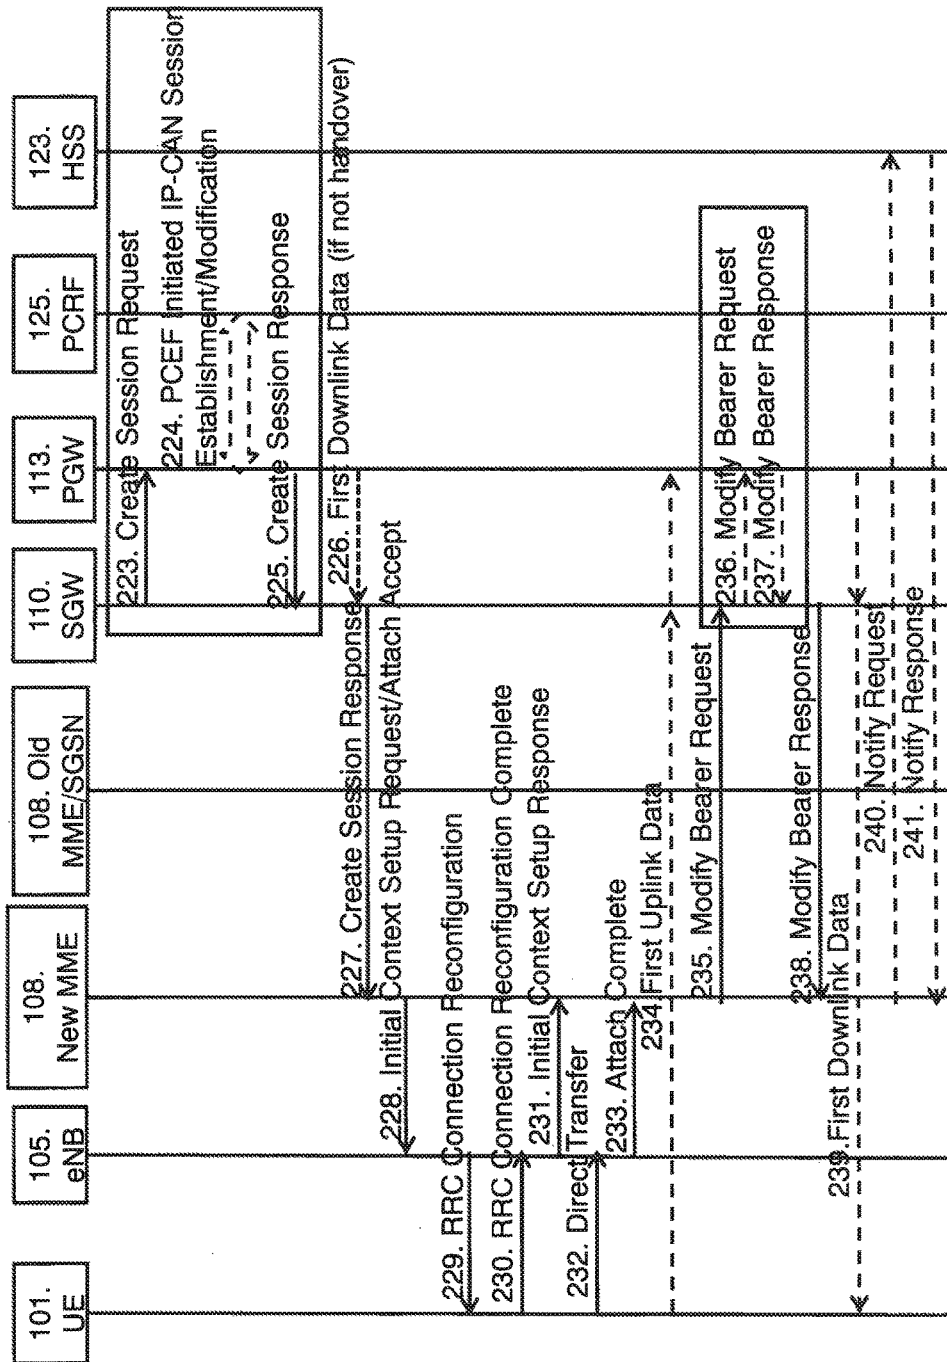 101.
UE
105.
eNB
108.
New MME
108. Old
MME/SGSN
110.
SGW
113.
PGW
125.
PCRF
123.
HSS
223. Create Session Request
224. PCEF Initiated IP-CAN Session
Establishment/Modification
225. Create Session Response
226. First Downlink Data (if not handover)
227. Create Session Response
228. Initial Context Setup Request/Attach Accept
229. RRC Connection Reconfiguration
230. RRC Connection Reconfiguration Complete
231. Initial Context Setup Response
232. Direct Transfer
233. Attach Complete
234.First Uplink Data
235. Modify Bearer Request
236. Modify Bearer Request
237. Modify Bearer Response
238. Modify Bearer Response
239.First Downlink Data
240. Notify Request
241. Notify Response